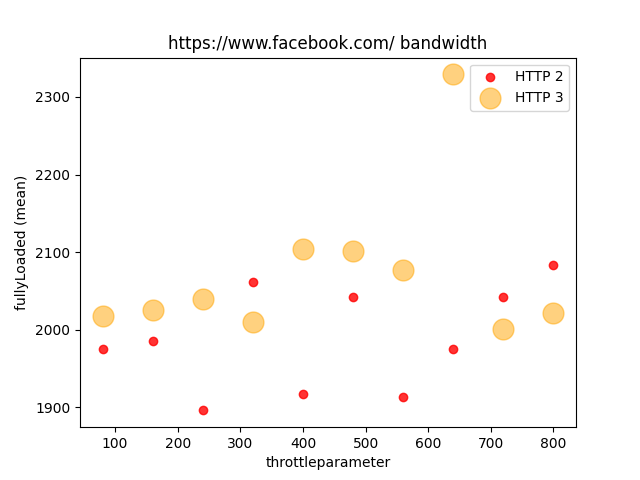 https://www.facebook.com/ bandwidth
HTTP 2
HTTP 3
2300
2200
2100
2000
1900
fullyLoaded (mean)
100 200 300 400 500 600 700 800
throttleparameter